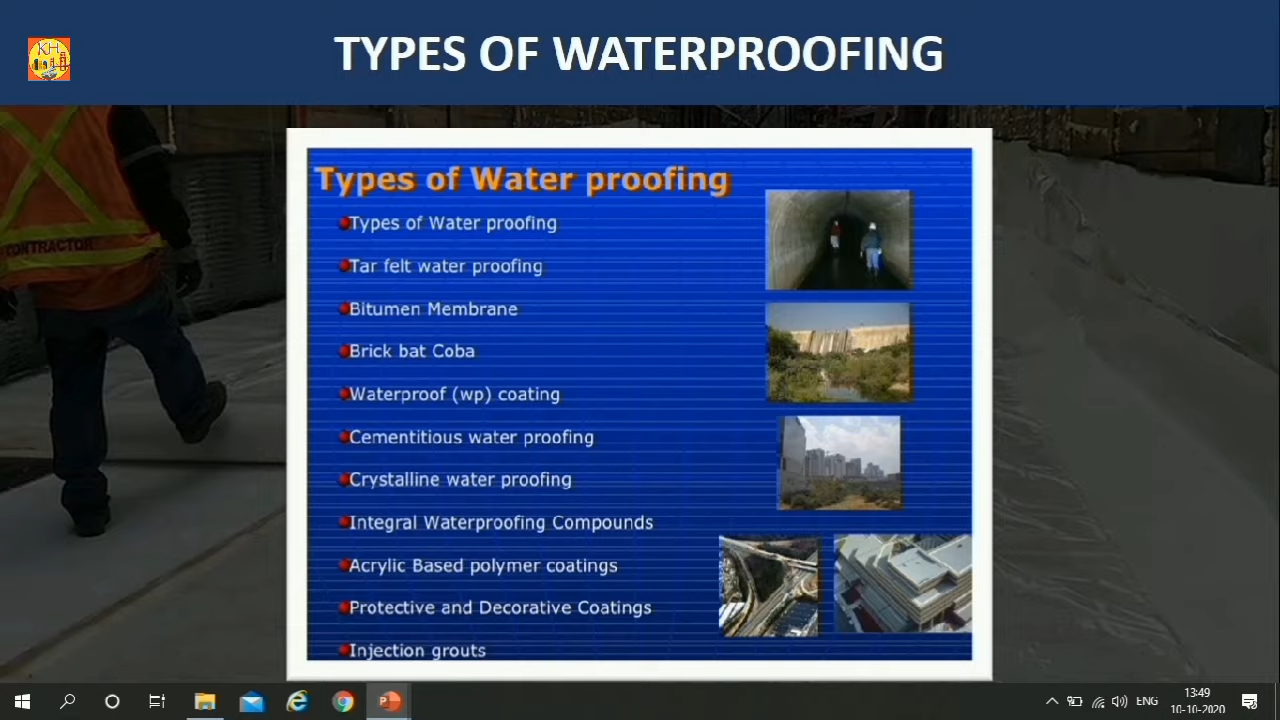 KH
TYPES OF WATERPROOFING
CONTRACTOR
Types of Water proofing
Types of Water proofing
Tar felt water proofing
Bitumen Membrane
Brick bat Coba
Waterproof (wp) coating
Cementitious water proofing
Crystalline water proofing
Integral Waterproofing Compounds
Acrylic Based polymer coatings
Protective and Decorative Coatings
Injection grouts
ENG
13:49
10-10-2020